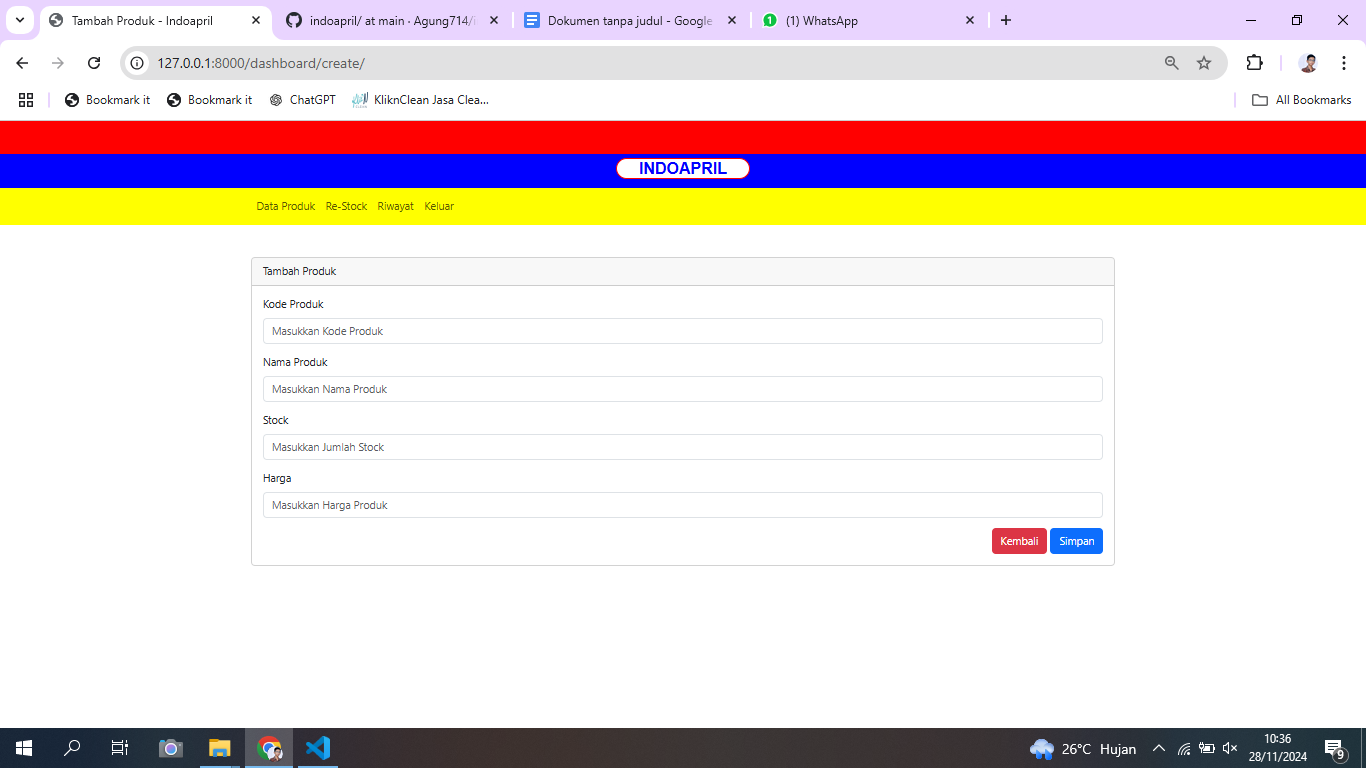 Tambah Produk - Indoapril
indoapril/ at main · Agung714/i
Dokumen tanpa judul - Google
1 (1) WhatsApp
127.0.0.1:8000/dashboard/create/
Bookmark it Bookmark it ChatGPT KliknClean Jasa Clea... All Bookmarks
INDOAPRIL
Data Produk Re-Stock Riwayat Keluar
Tambah Produk
Kode Produk
Masukkan Kode Produk
Nama Produk
Masukkan Nama Produk
Stock
Masukkan Jumlah Stock
Harga
Masukkan Harga Produk
Kembali Simpan
26°C Hujan
10:36
28/11/2024
9